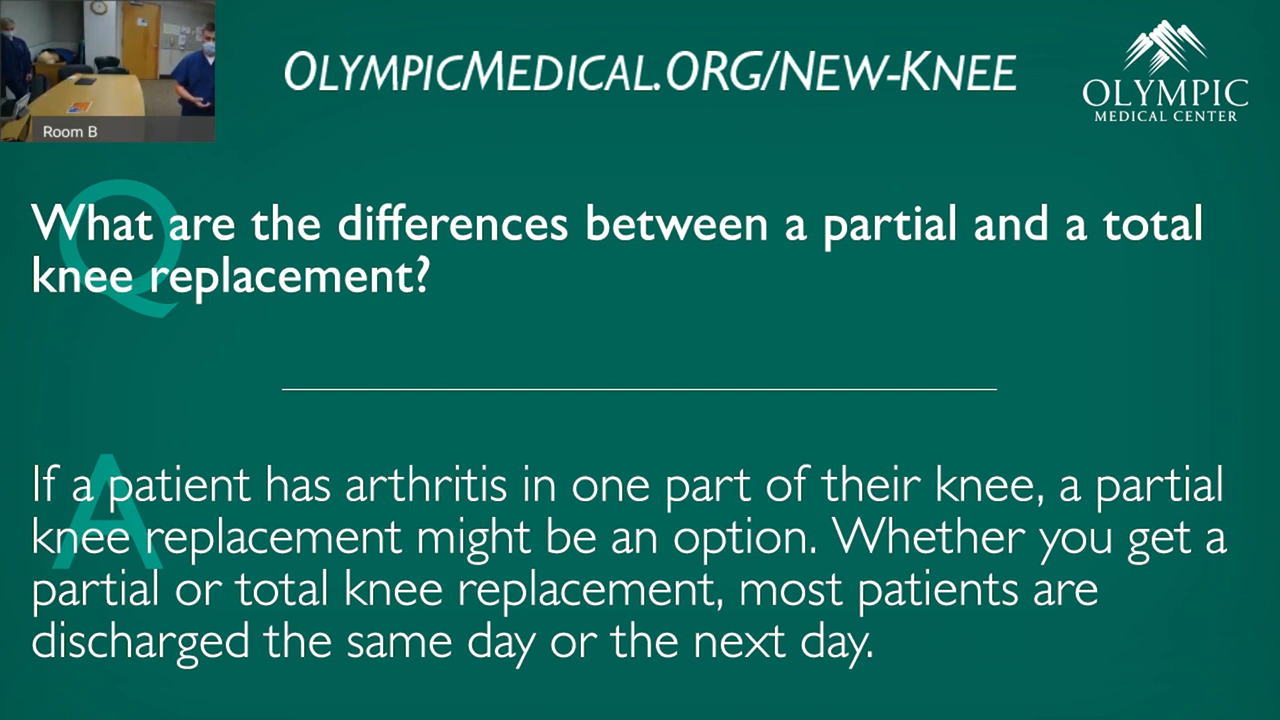 Room B
OLYMPICMEDICAL.ORG/NEW-KNEE
OLYMPIC
MEDICAL CENTER
Q
What are the differences between a partial and a total
knee replacement?
A
If a patient has arthritis in one part of their knee, a partial
knee replacement might be an option. Whether you get a
partial or total knee replacement, most patients are
discharged the same day or the next day.